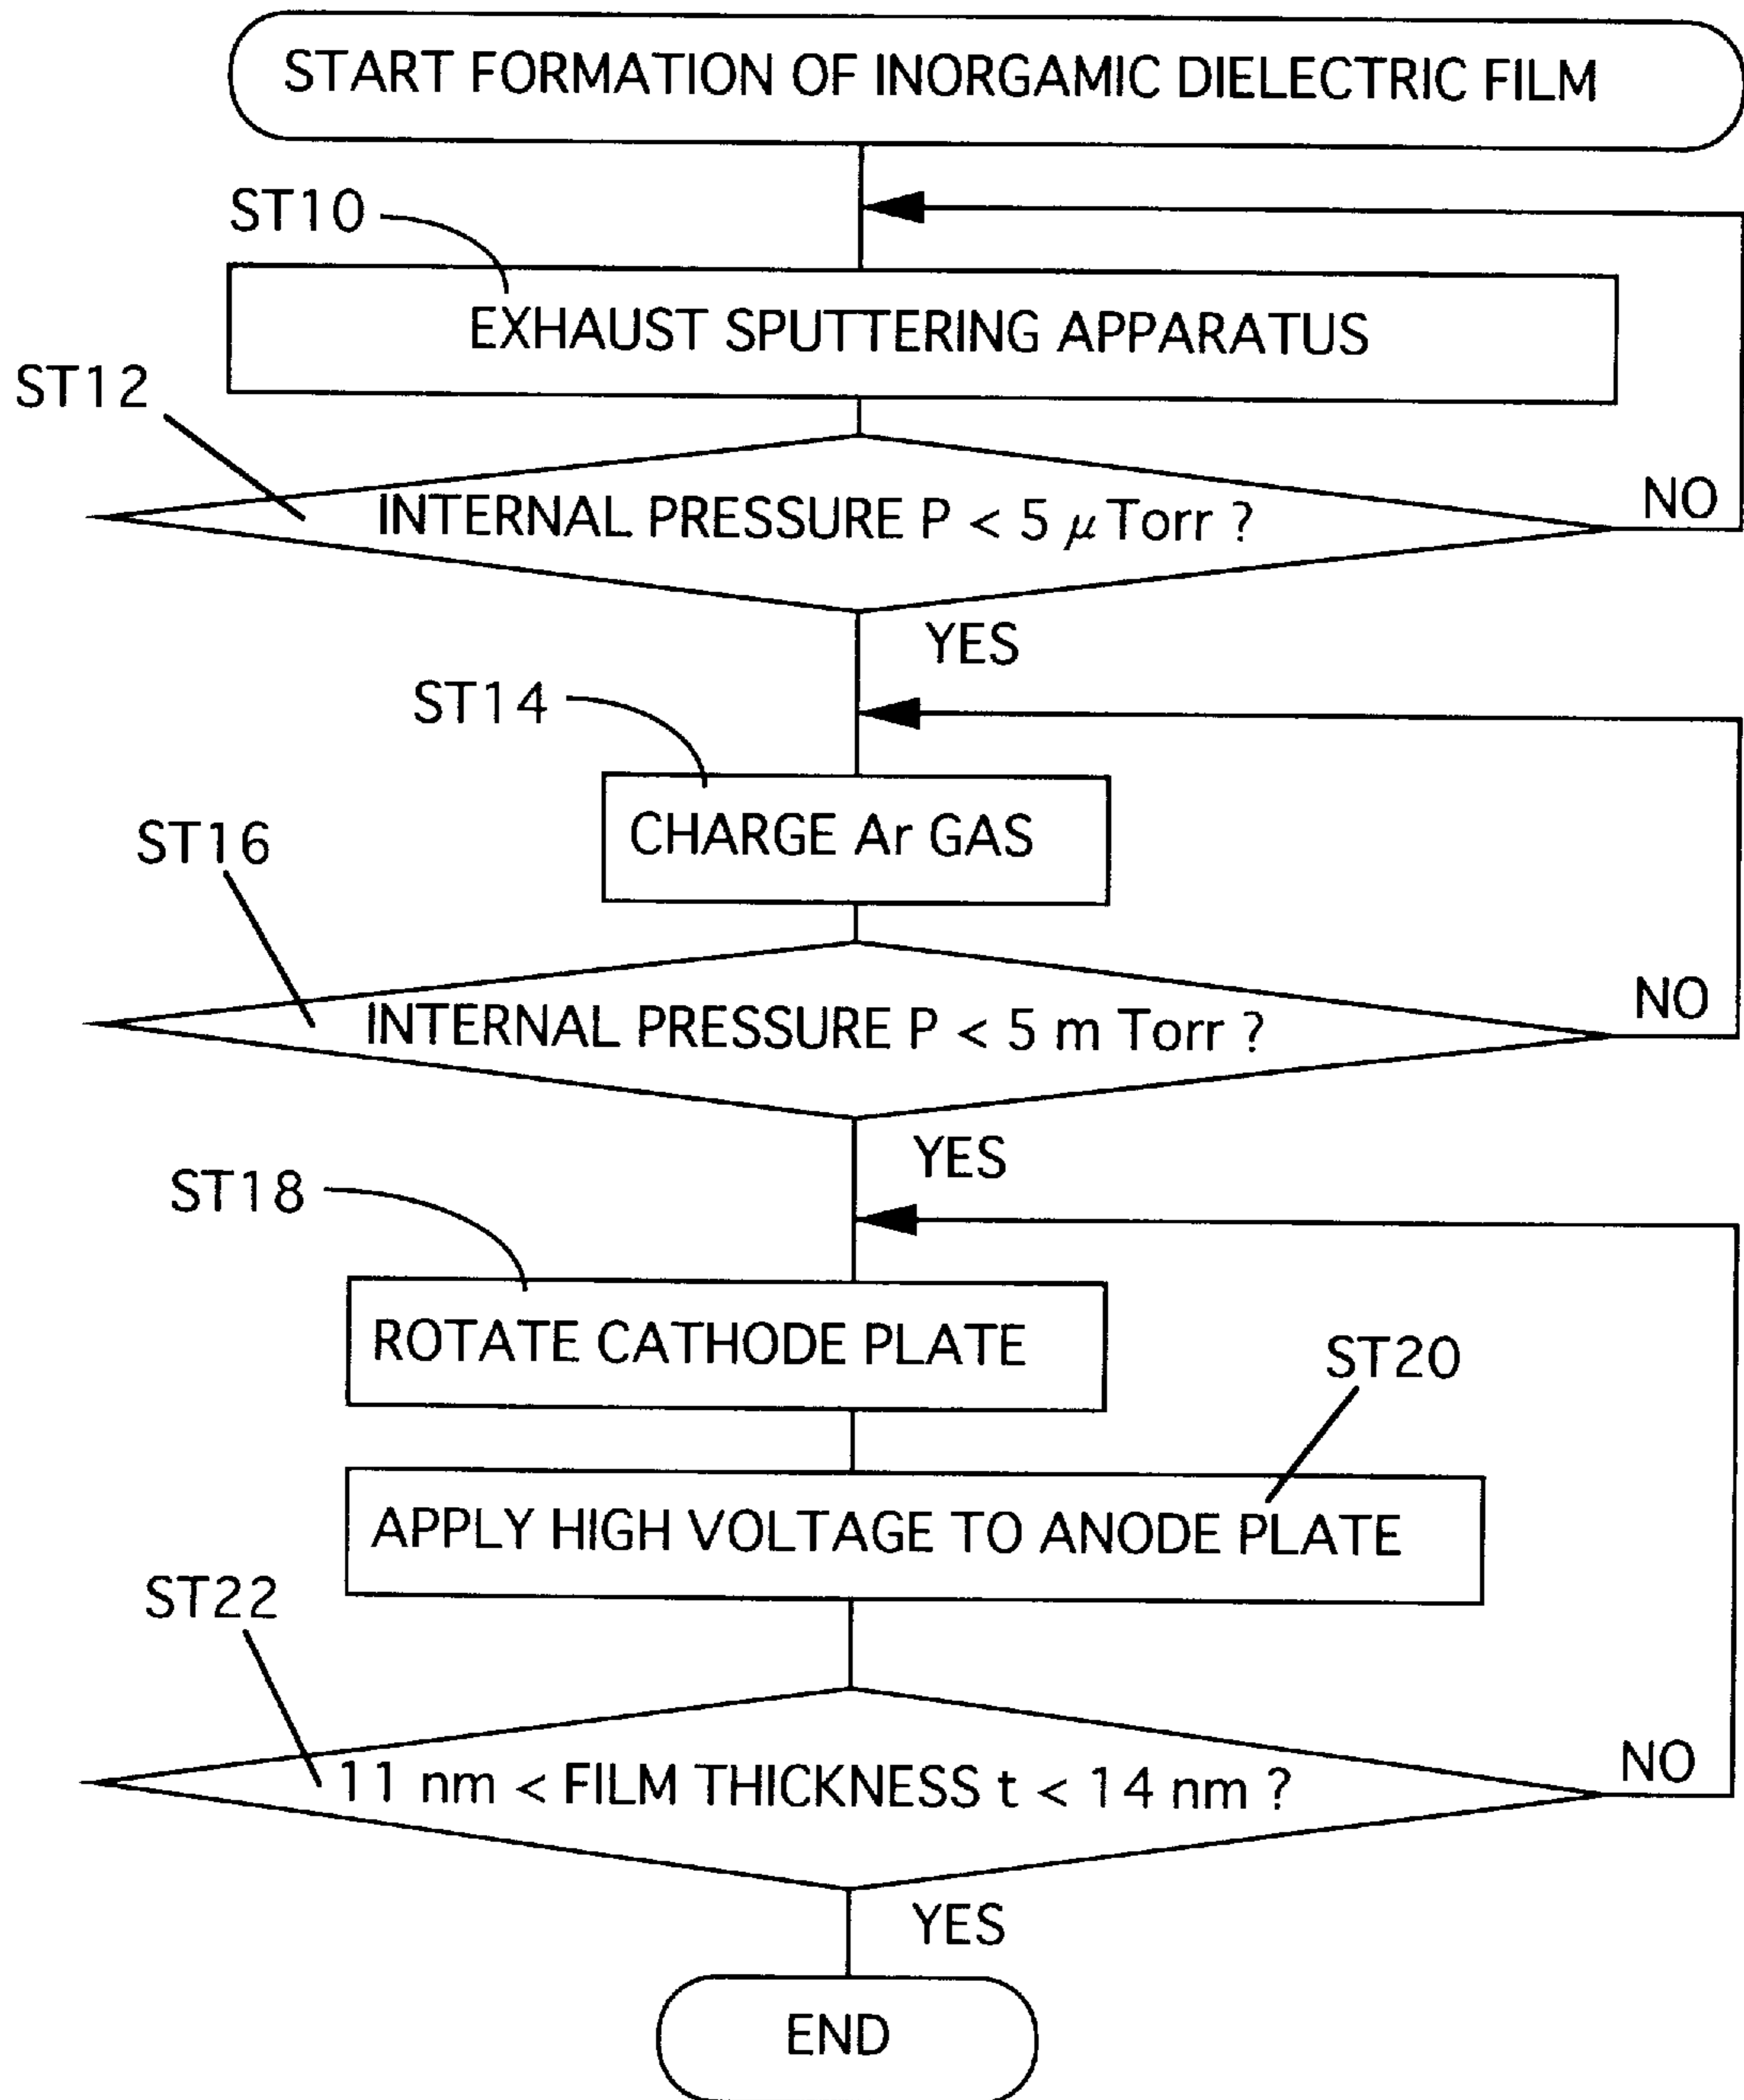 START FORMATION OF INORGAMIC DIELECTRIC FILM
ST10
EXHAUST SPUTTERING APPARATUS
ST12
INTERNAL PRESSURE P < 5 μ Torr ?
NO
YES
ST14
CHARGE Ar GAS
ST16
INTERNAL PRESSURE P < 5 m Torr ?
NO
YES
ST18
ROTATE CATHODE PLATE
ST20
APPLY HIGH VOLTAGE TO ANODE PLATE
ST22
11 nm < FILM THICKNESS t < 14 nm ?
NO
YES
END